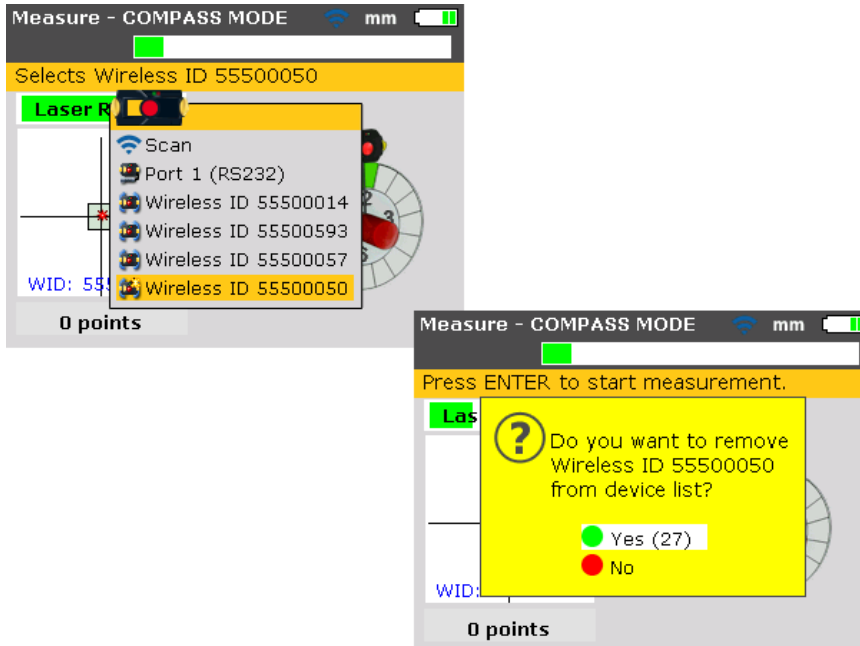 Measure - COMPASS MODE mm
Selects Wireless ID 55500050
Laser R
Scan
Port 1 (RS232)
Wireless ID 55500014
Wireless ID 55500593
Wireless ID 55500057
WID: 55
Wireless ID 55500050
0 points
2
3
Measure - COMPASS MODE mm
Press ENTER to start measurement.
Las
?
Do you want to remove
Wireless ID 55500050
from device list?
Yes (27)
No
WID:
0 points